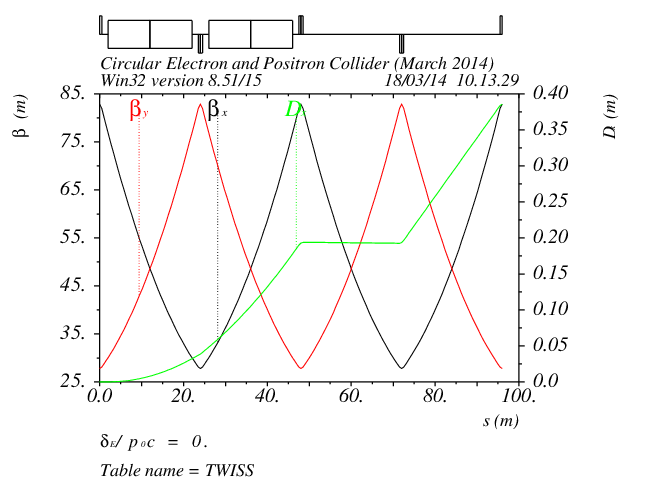 Circular Electron and Positron Collider (March 2014)
Win32 version 8.51/15 18/03/14 10.13.29
85. 0.40
β y β x D
75. 0.35
0.30
65. 0.25
55. 0.20
45. 0.15
0.10
35. 0.05
25. 0.0
β (m)
D (m)
0.0 20. 40. 60. 80. 100.
s (m)
δE/ p0c = 0.
Table name = TWISS